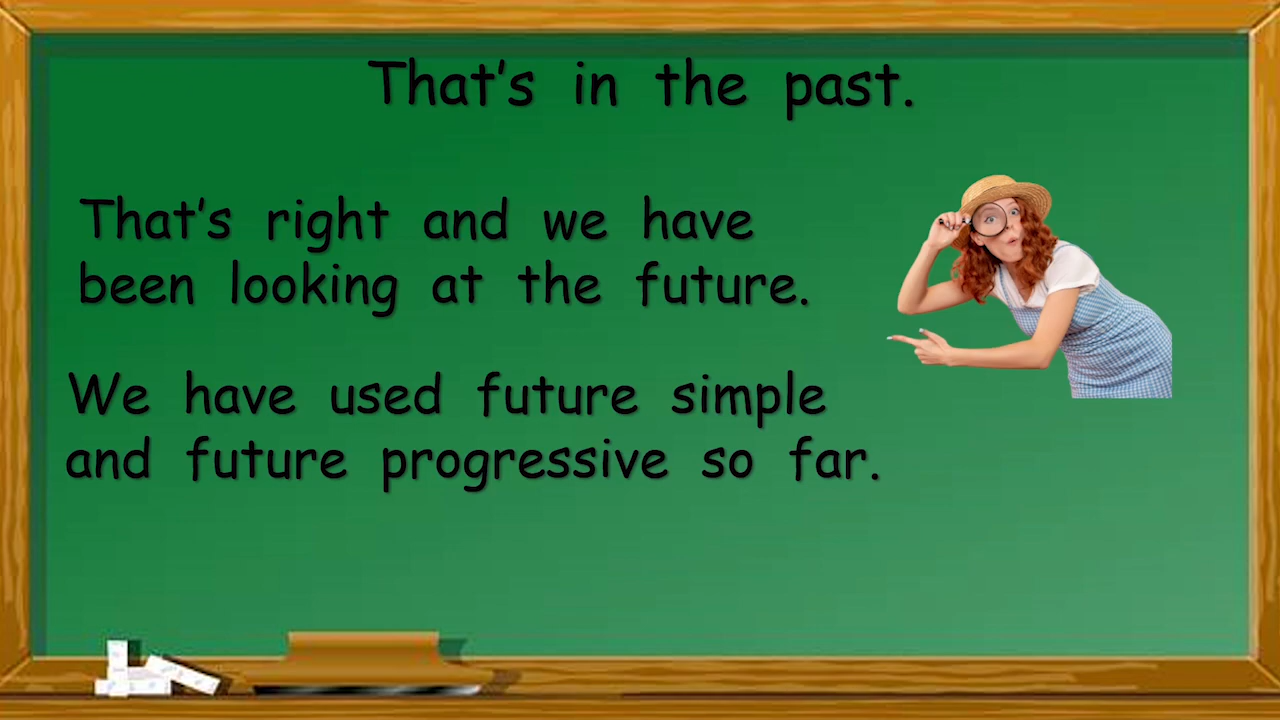 That's in the past.
That's right and we have
been looking at the future.
We have used future simple
and future progressive so far.